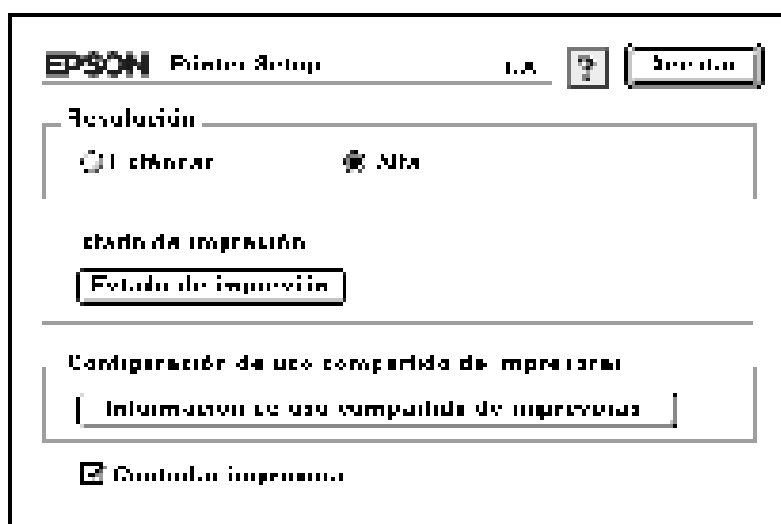 EPSON Printer Setup ?  Aceptar
Resolución
Estándar Alta
Estado de impresión
Estado de impresión
Configuración de uso compartido de impresoras
Información de uso compartido de impresoras
Controlar impresora